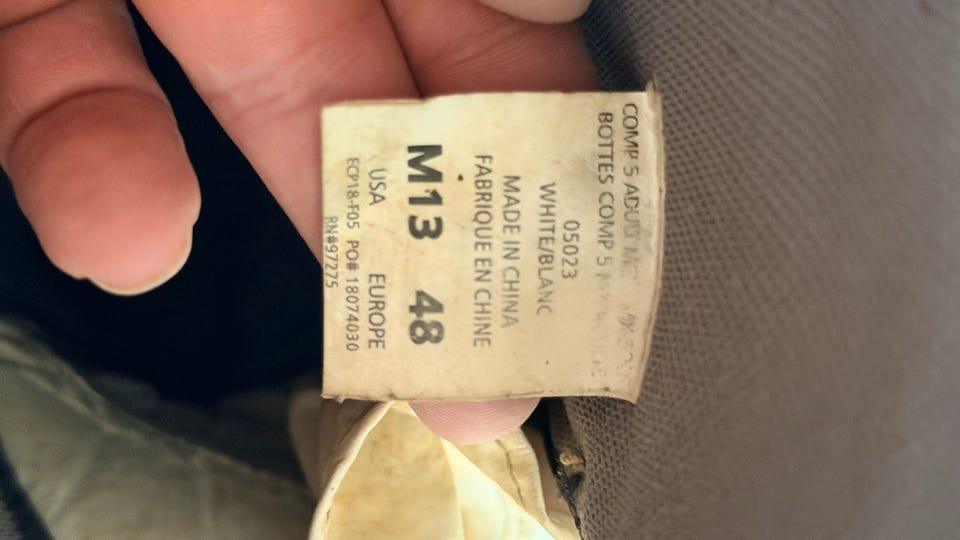 COMP 5 ADULT
BOTTES COMP 5
05023
WHITE/BLANC
MADE IN CHINA
FABRIQUE EN CHINE
M13 48
USA EUROPE
ECP18-F05 PO# 18074030
RN#97275